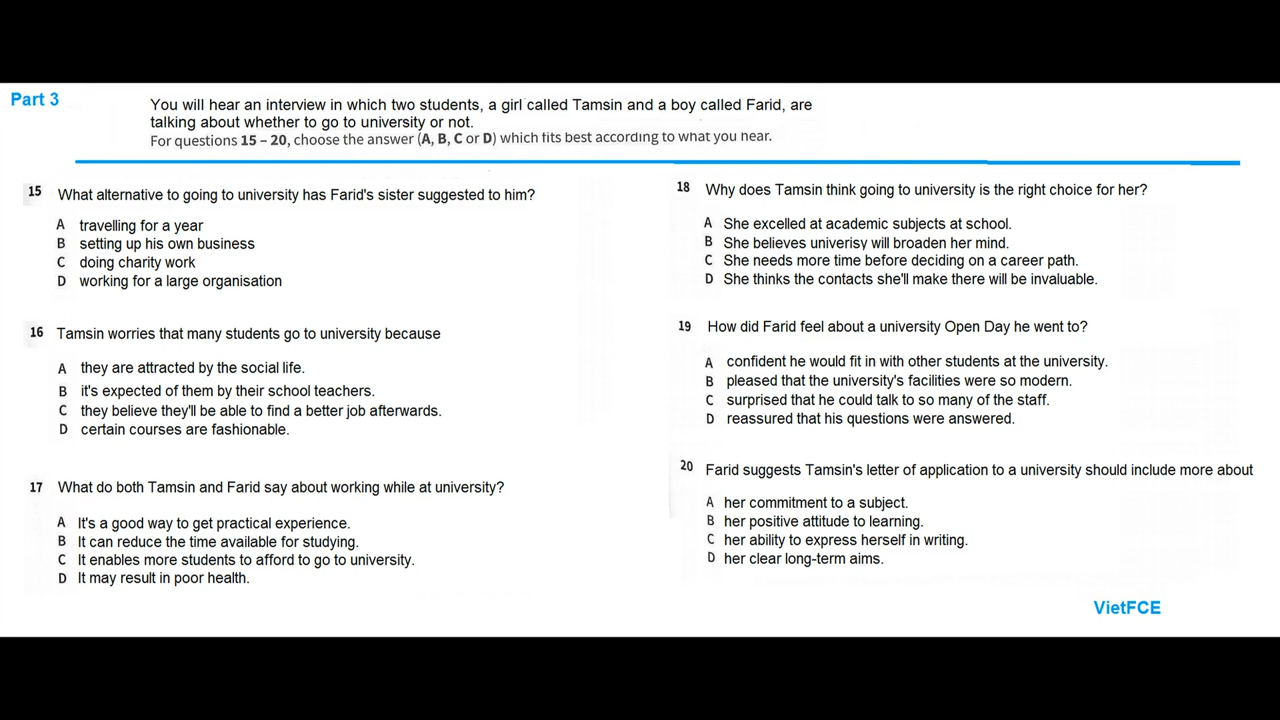 Part 3
You will hear an interview in which two students, a girl called Tamsin and a boy called Farid, are
talking about whether to go to university or not.
For questions 15 – 20, choose the answer (A, B, C or D) which fits best according to what you hear.
15 What alternative to going to university has Farid's sister suggested to him?
A travelling for a year
B setting up his own business
C doing charity work
D working for a large organisation
16 Tamsin worries that many students go to university because
A they are attracted by the social life.
B it's expected of them by their school teachers.
C they believe they'll be able to find a better job afterwards.
D certain courses are fashionable.
17 What do both Tamsin and Farid say about working while at university?
A It's a good way to get practical experience.
B It can reduce the time available for studying.
C It enables more students to afford to go to university.
D It may result in poor health.
18 Why does Tamsin think going to university is the right choice for her?
A She excelled at academic subjects at school.
B She believes univerisy will broaden her mind.
C She needs more time before deciding on a career path.
D She thinks the contacts she'll make there will be invaluable.
19 How did Farid feel about a university Open Day he went to?
A confident he would fit in with other students at the university.
B pleased that the university's facilities were so modern.
C surprised that he could talk to so many of the staff.
D reassured that his questions were answered.
20 Farid suggests Tamsin's letter of application to a university should include more about
A her commitment to a subject.
B her positive attitude to learning.
C her ability to express herself in writing.
D her clear long-term aims.
VietFCE